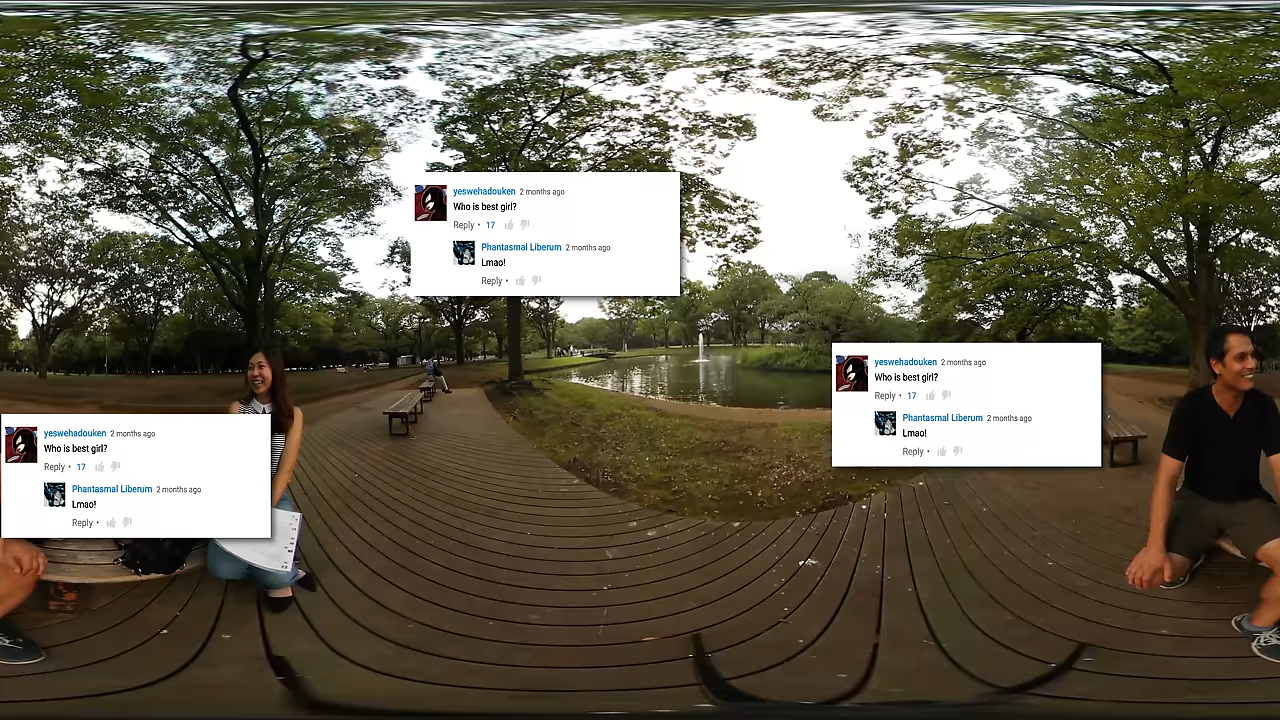 yeswehadouken 2 months ago
Who is best girl?
Reply • 17
Phantasmal Liberum 2 months ago
Lmao!
Reply •
yeswehadouken 2 months ago
Who is best girl?
Reply • 17
Phantasmal Liberum 2 months ago
Lmao!
Reply •
yeswehadouken 2 months ago
Who is best girl?
Reply • 17
Phantasmal Liberum 2 months ago
Lmao!
Reply •